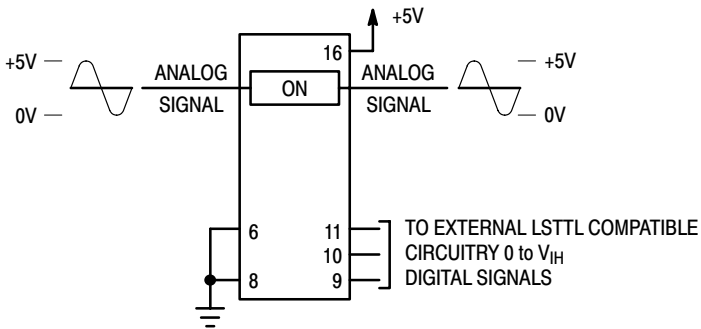 +5V
16
+5V
ANALOG
SIGNAL
ON
ANALOG
SIGNAL
+5V
0V
0V
6
8
11
10
9
TO EXTERNAL LSTTL COMPATIBLE
CIRCUITRY 0 to VIH
DIGITAL SIGNALS